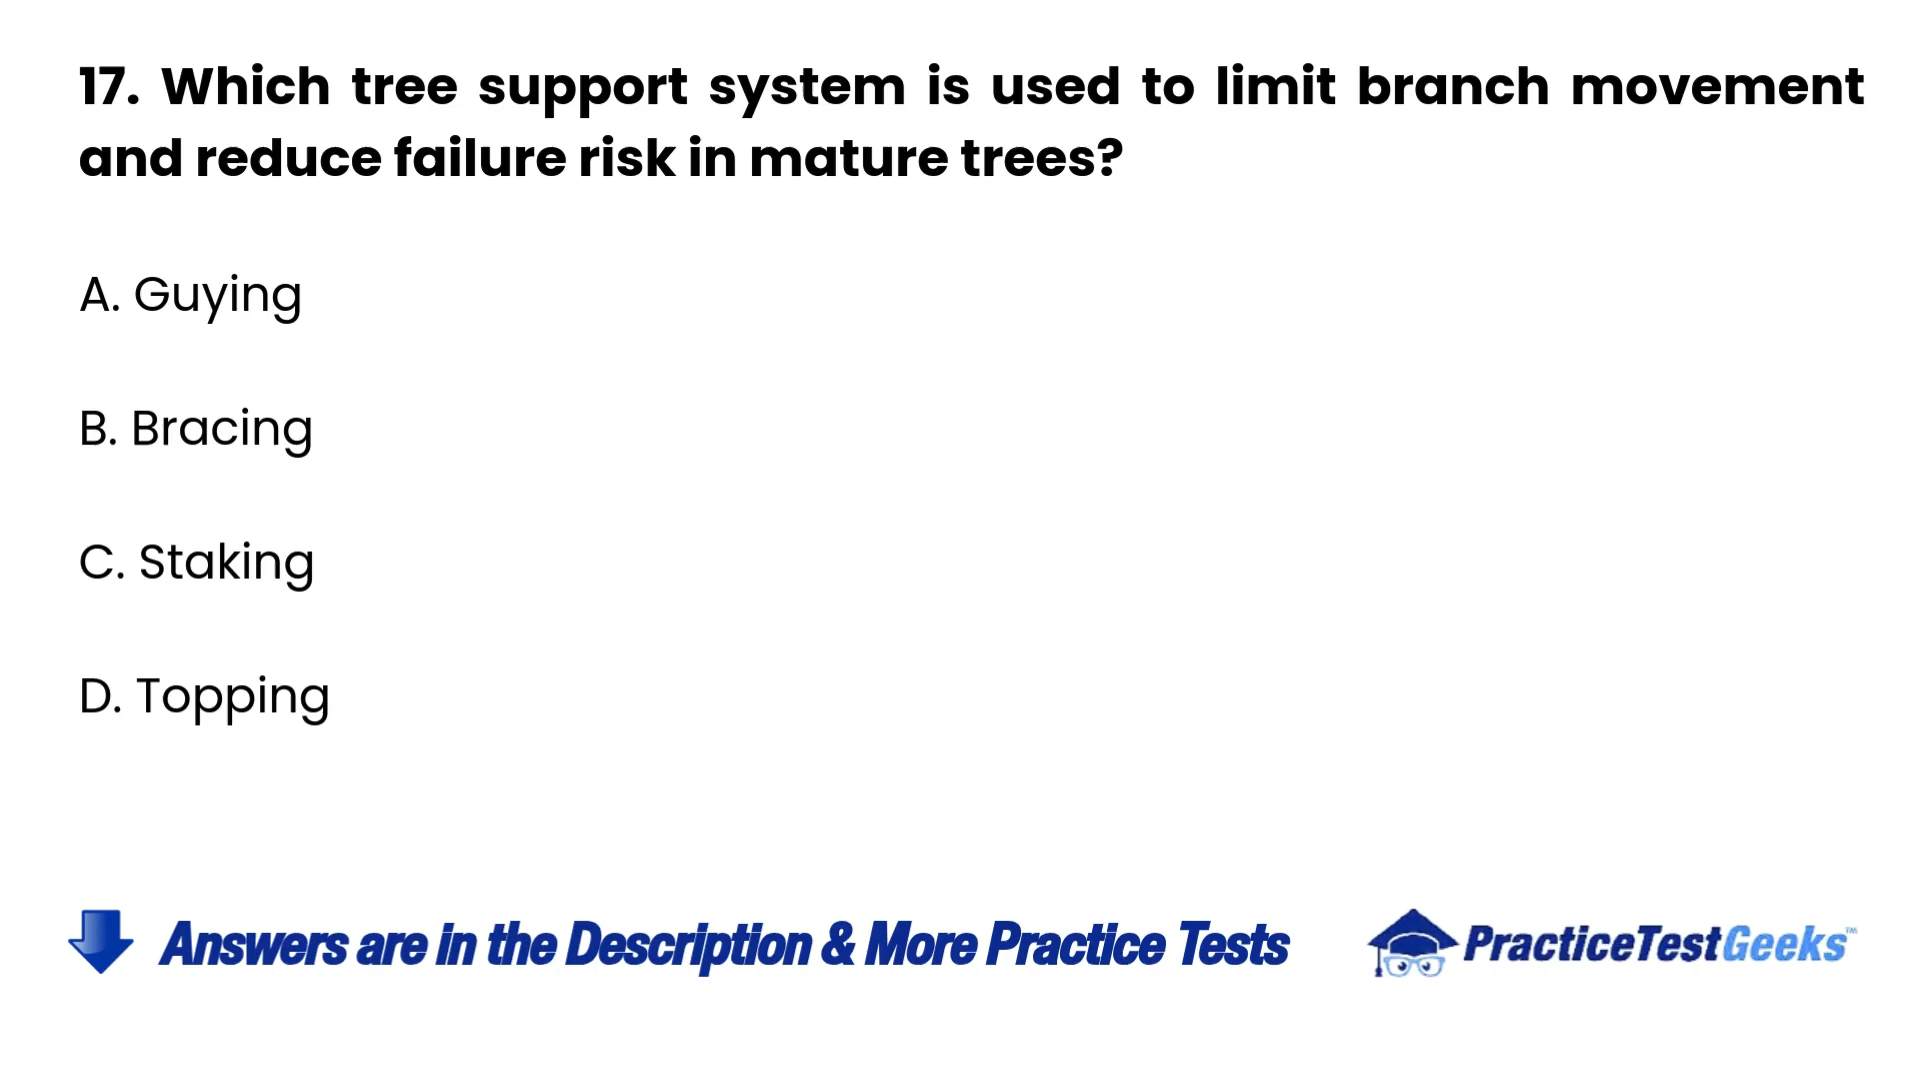 17. Which tree support system is used to limit branch movement
and reduce failure risk in mature trees?
A. Guying
B. Bracing
C. Staking
D. Topping
Answers are in the Description & More Practice Tests
PracticeTestGeeks™